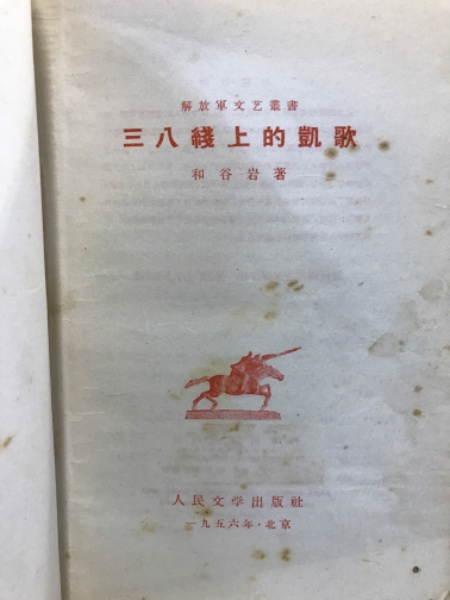 解放軍文艺叢書
三八綫上的凱歌
和谷岩著
人民文学出版社
一九五六年·北京